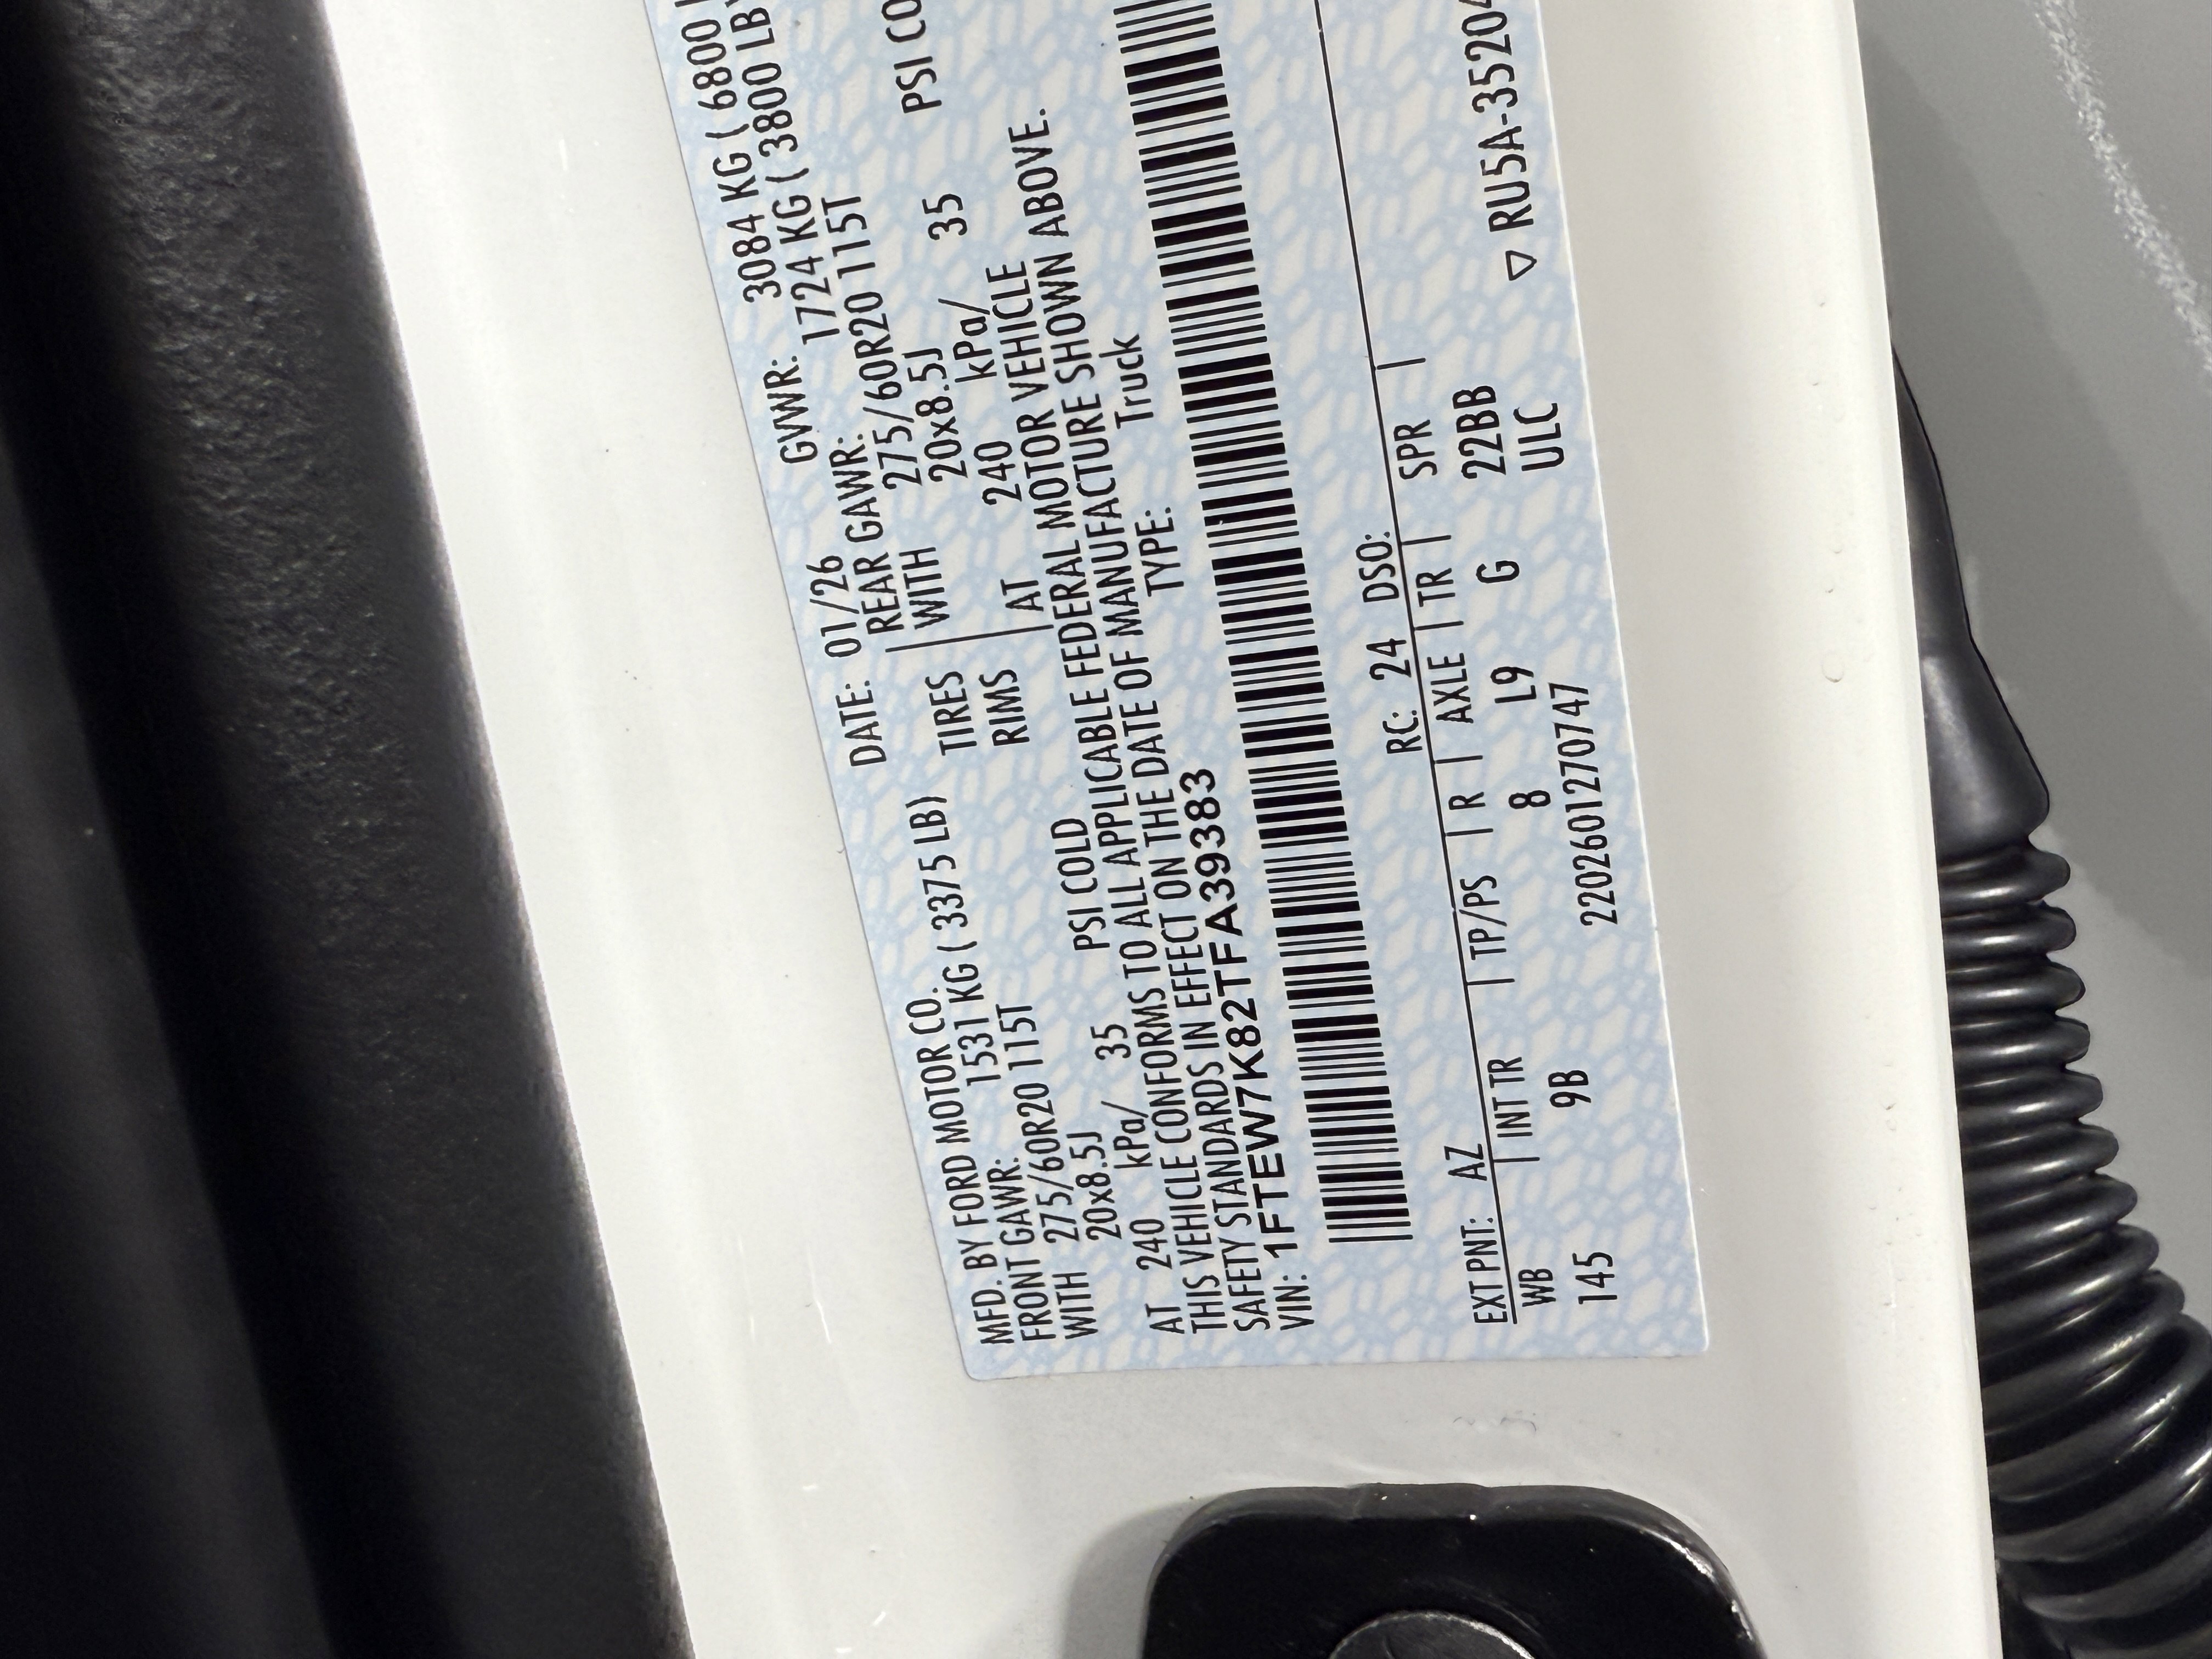 MFD. BY FORD MOTOR CO. DATE: 01/26 GVWR: 3084 KG ( 6800
FRONT GAWR: 1531 KG ( 3375 LB) REAR GAWR: 1724 KG ( 3800 LB)
WITH 275/60R20 115T TIRES WITH 275/60R20 115T
20x8.5J RIMS 20x8.5J
AT 240 kPa/ 35 PSI COLD AT 240 kPa/ 35 PSI CO
THIS VEHICLE CONFORMS TO ALL APPLICABLE FEDERAL MOTOR VEHICLE
SAFETY STANDARDS IN EFFECT ON THE DATE OF MANUFACTURE SHOWN ABOVE.
VIN: 1FTEW7K82TFA39383 TYPE: Truck
EXT PNT: AZ RC: 24 DSO:
WB | INT TR | TP/PS | R | AXLE | TR | SPR |
145 9B 8 L9 G 22BB
ULC
220260127​0747 ▽ RU5A-35204